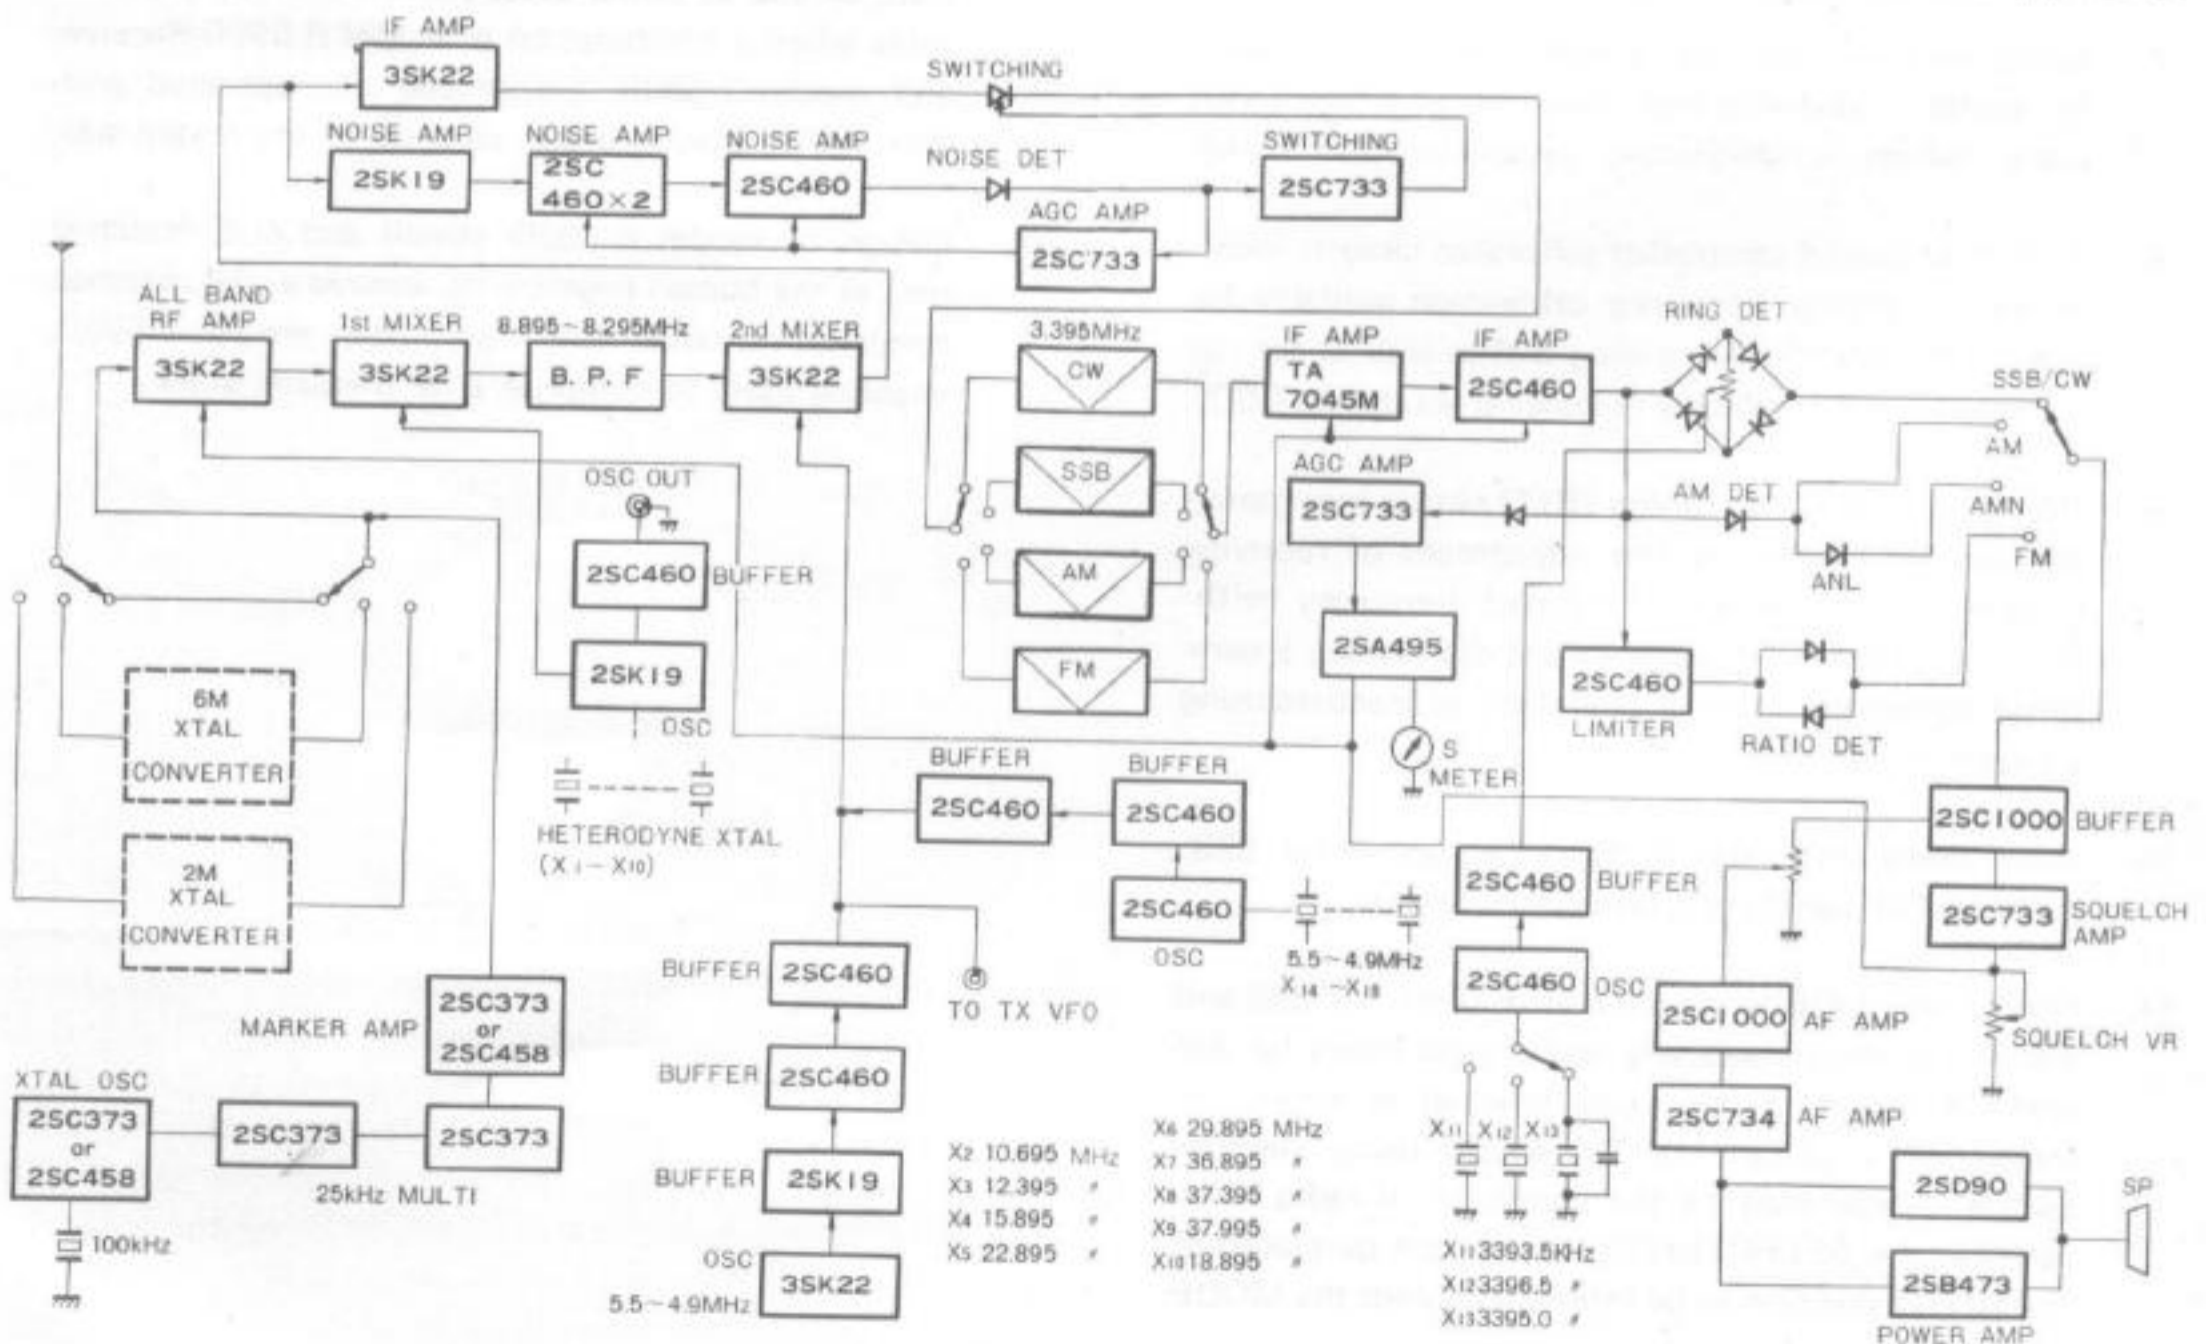 IF AMP
3SK22
SWITCHING
NOISE AMP
2SK19
NOISE AMP
2SC
460×2
NOISE AMP
2SC460
NOISE DET
SWITCHING
2SC733
AGC AMP
2SC733
ALL BAND
RF AMP
3SK22
1st MIXER
3SK22
8.895~8.295MHz
B. P. F
2nd MIXER
3SK22
3.395MHz
CW
SSB
AM
FM
IF AMP
TA
7045M
IF AMP
2SC460
RING DET
SSB/CW
AM
AMN
FM
AGC AMP
2SC733
AM DET
ANL
OSC OUT
2SC460 BUFFER
2SK19
OSC
2SA495
S
METER
2SC460
LIMITER
RATIO DET
6M
XTAL
CONVERTER
2M
XTAL
CONVERTER
HETERODYNE XTAL
(X1-X10)
BUFFER
2SC460
BUFFER
2SC460
2SC460
OSC
5.5~4.9MHz
X14 ~X18
2SC460 BUFFER
2SC460 OSC
2SC1000 BUFFER
2SC733
SQUELCH
AMP
SQUELCH VR
2SC1000 AF AMP
2SC734 AF AMP
2SD90
2SB473
POWER AMP
SP
BUFFER 2SC460
TO TX VFO
BUFFER 2SC460
BUFFER 2SK19
OSC
5.5~4.9MHz
3SK22
MARKER AMP
2SC373
or
2SC458
XTAL OSC
2SC373
or
2SC458
2SC373
2SC373
25kHz MULTI
100kHz
X2 10.695 MHz
X3 12.395 〃
X4 15.895 〃
X5 22.895 〃
X6 29.895 MHz
X7 36.895 〃
X8 37.395 〃
X9 37.995 〃
X10 18.895 〃
X11 X12 X13
X11 3393.5KHz
X12 3396.5 〃
X13 3395.0 〃